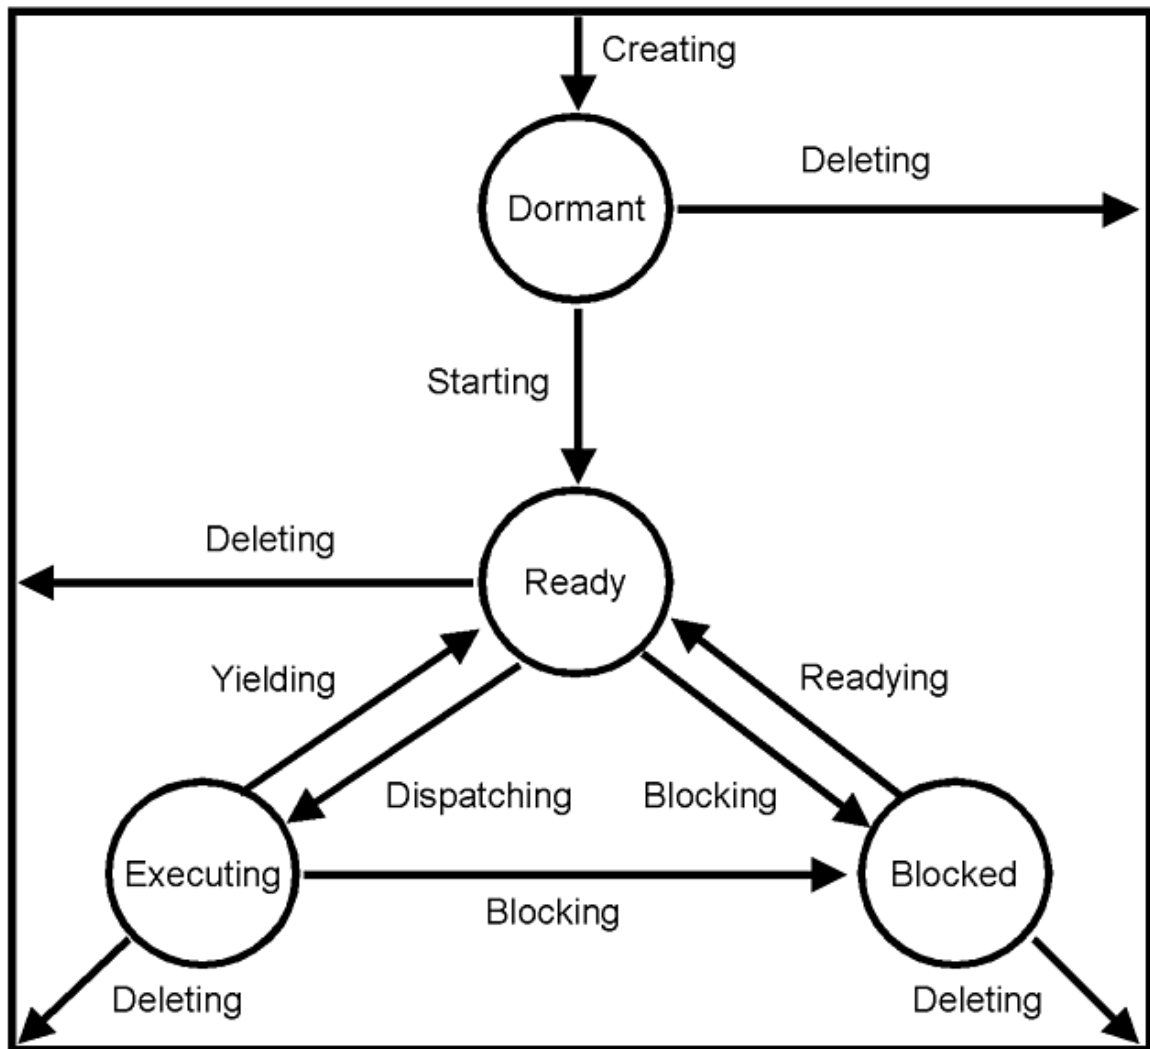 Creating
Deleting
Dormant
Starting
Deleting
Ready
Yielding
Readying
Dispatching
Blocking
Executing
Blocked
Blocking
Deleting
Deleting